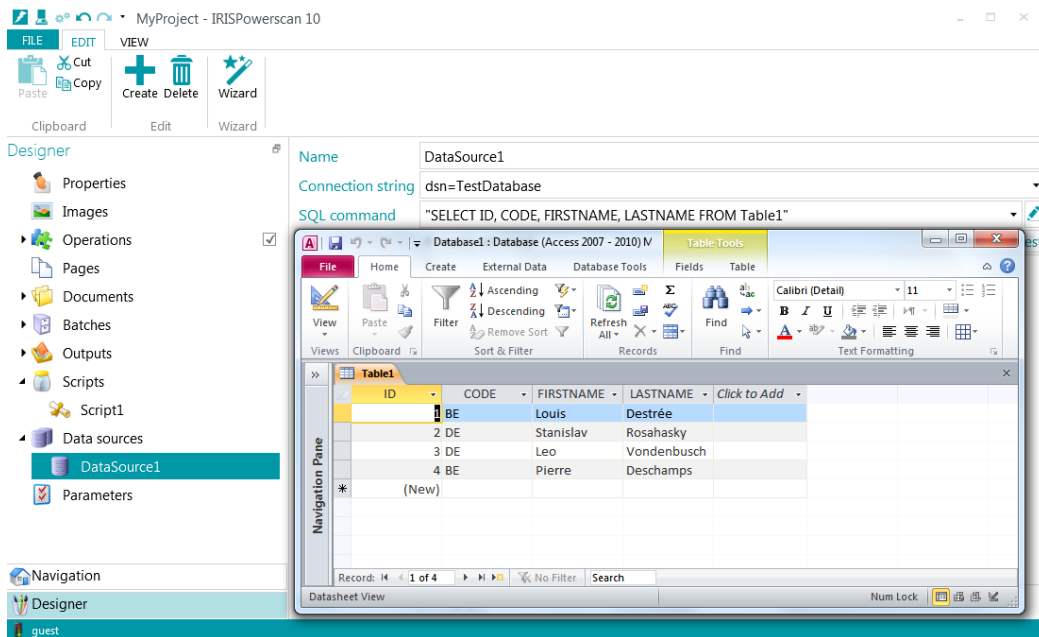 MyProject - IRISPowerscan 10
FILE EDIT VIEW
Paste Cut Copy Create Delete Wizard
Clipboard Edit Wizard
Designer
Properties
Images
Operations
Pages
Documents
Batches
Outputs
Scripts
Script1
Data sources
DataSource1
Parameters
Navigation
Designer
guest
Name DataSource1
Connection string dsn=TestDatabase
SQL command "SELECT ID, CODE, FIRSTNAME, LASTNAME FROM Table1"
Database1 : Database (Access 2007 - 2010) M Table Tools
File Home Create External Data Database Tools Fields Table
View Paste Filter Ascending Descending Remove Sort Refresh All Find Calibri (Detail) 11
B I U
Views Clipboard Sort & Filter Records Find Text Formatting
Table1
ID CODE FIRSTNAME LASTNAME Click to Add
1 BE Louis Destrée
2 DE Stanislav Rosahasky
3 DE Leo Vondenbusch
4 BE Pierre Deschamps
(New)
Navigation Pane
Record: 1 of 4 No Filter Search
Datasheet View Num Lock